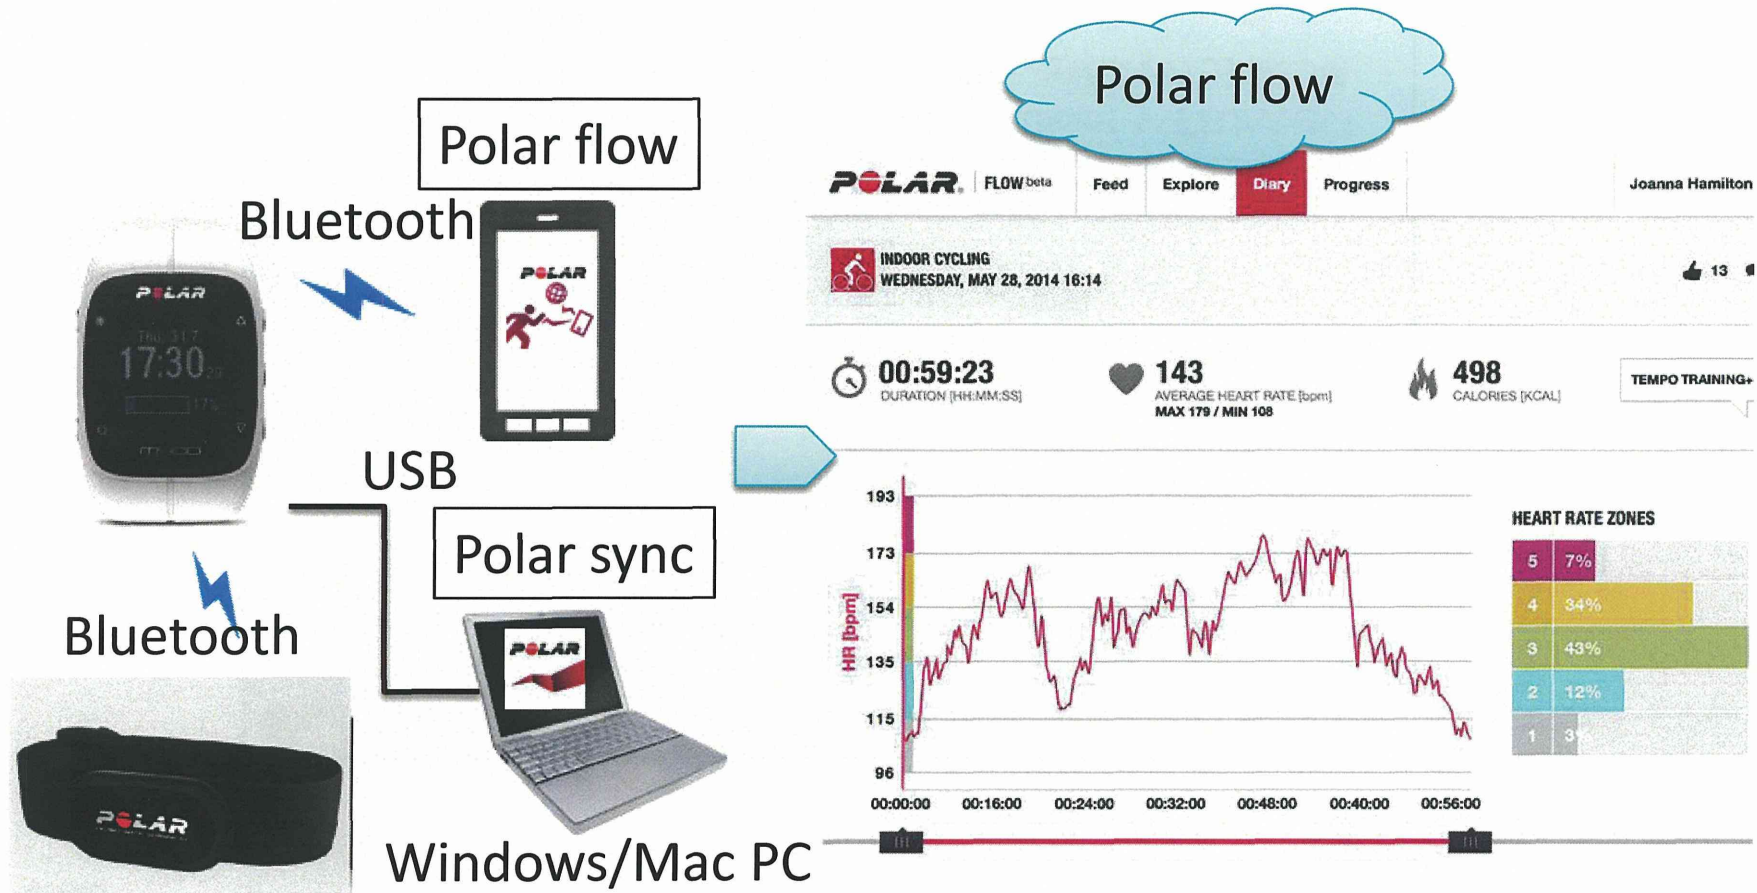 Polar flow
Bluetooth
POLAR
POLAR
Thu, 31.7.
17:30
17%
USB
Polar sync
Bluetooth
POLAR
POLAR
Windows/Mac PC
Polar flow
POLAR FLOW beta Feed Explore Diary Progress Joanna Hamilton
INDOOR CYCLING
WEDNESDAY, MAY 28, 2014 16:14
13
00:59:23
DURATION [HH:MM:SS]
143
AVERAGE HEART RATE [bpm]
MAX 179 / MIN 108
498
CALORIES [KCAL]
TEMPO TRAINING+
HR [bpm]
193
173
154
135
115
96
00:00:00 00:16:00 00:24:00 00:32:00 00:48:00 00:40:00 00:56:00
HEART RATE ZONES
5 7%
4 34%
3 43%
2 12%
1 3%